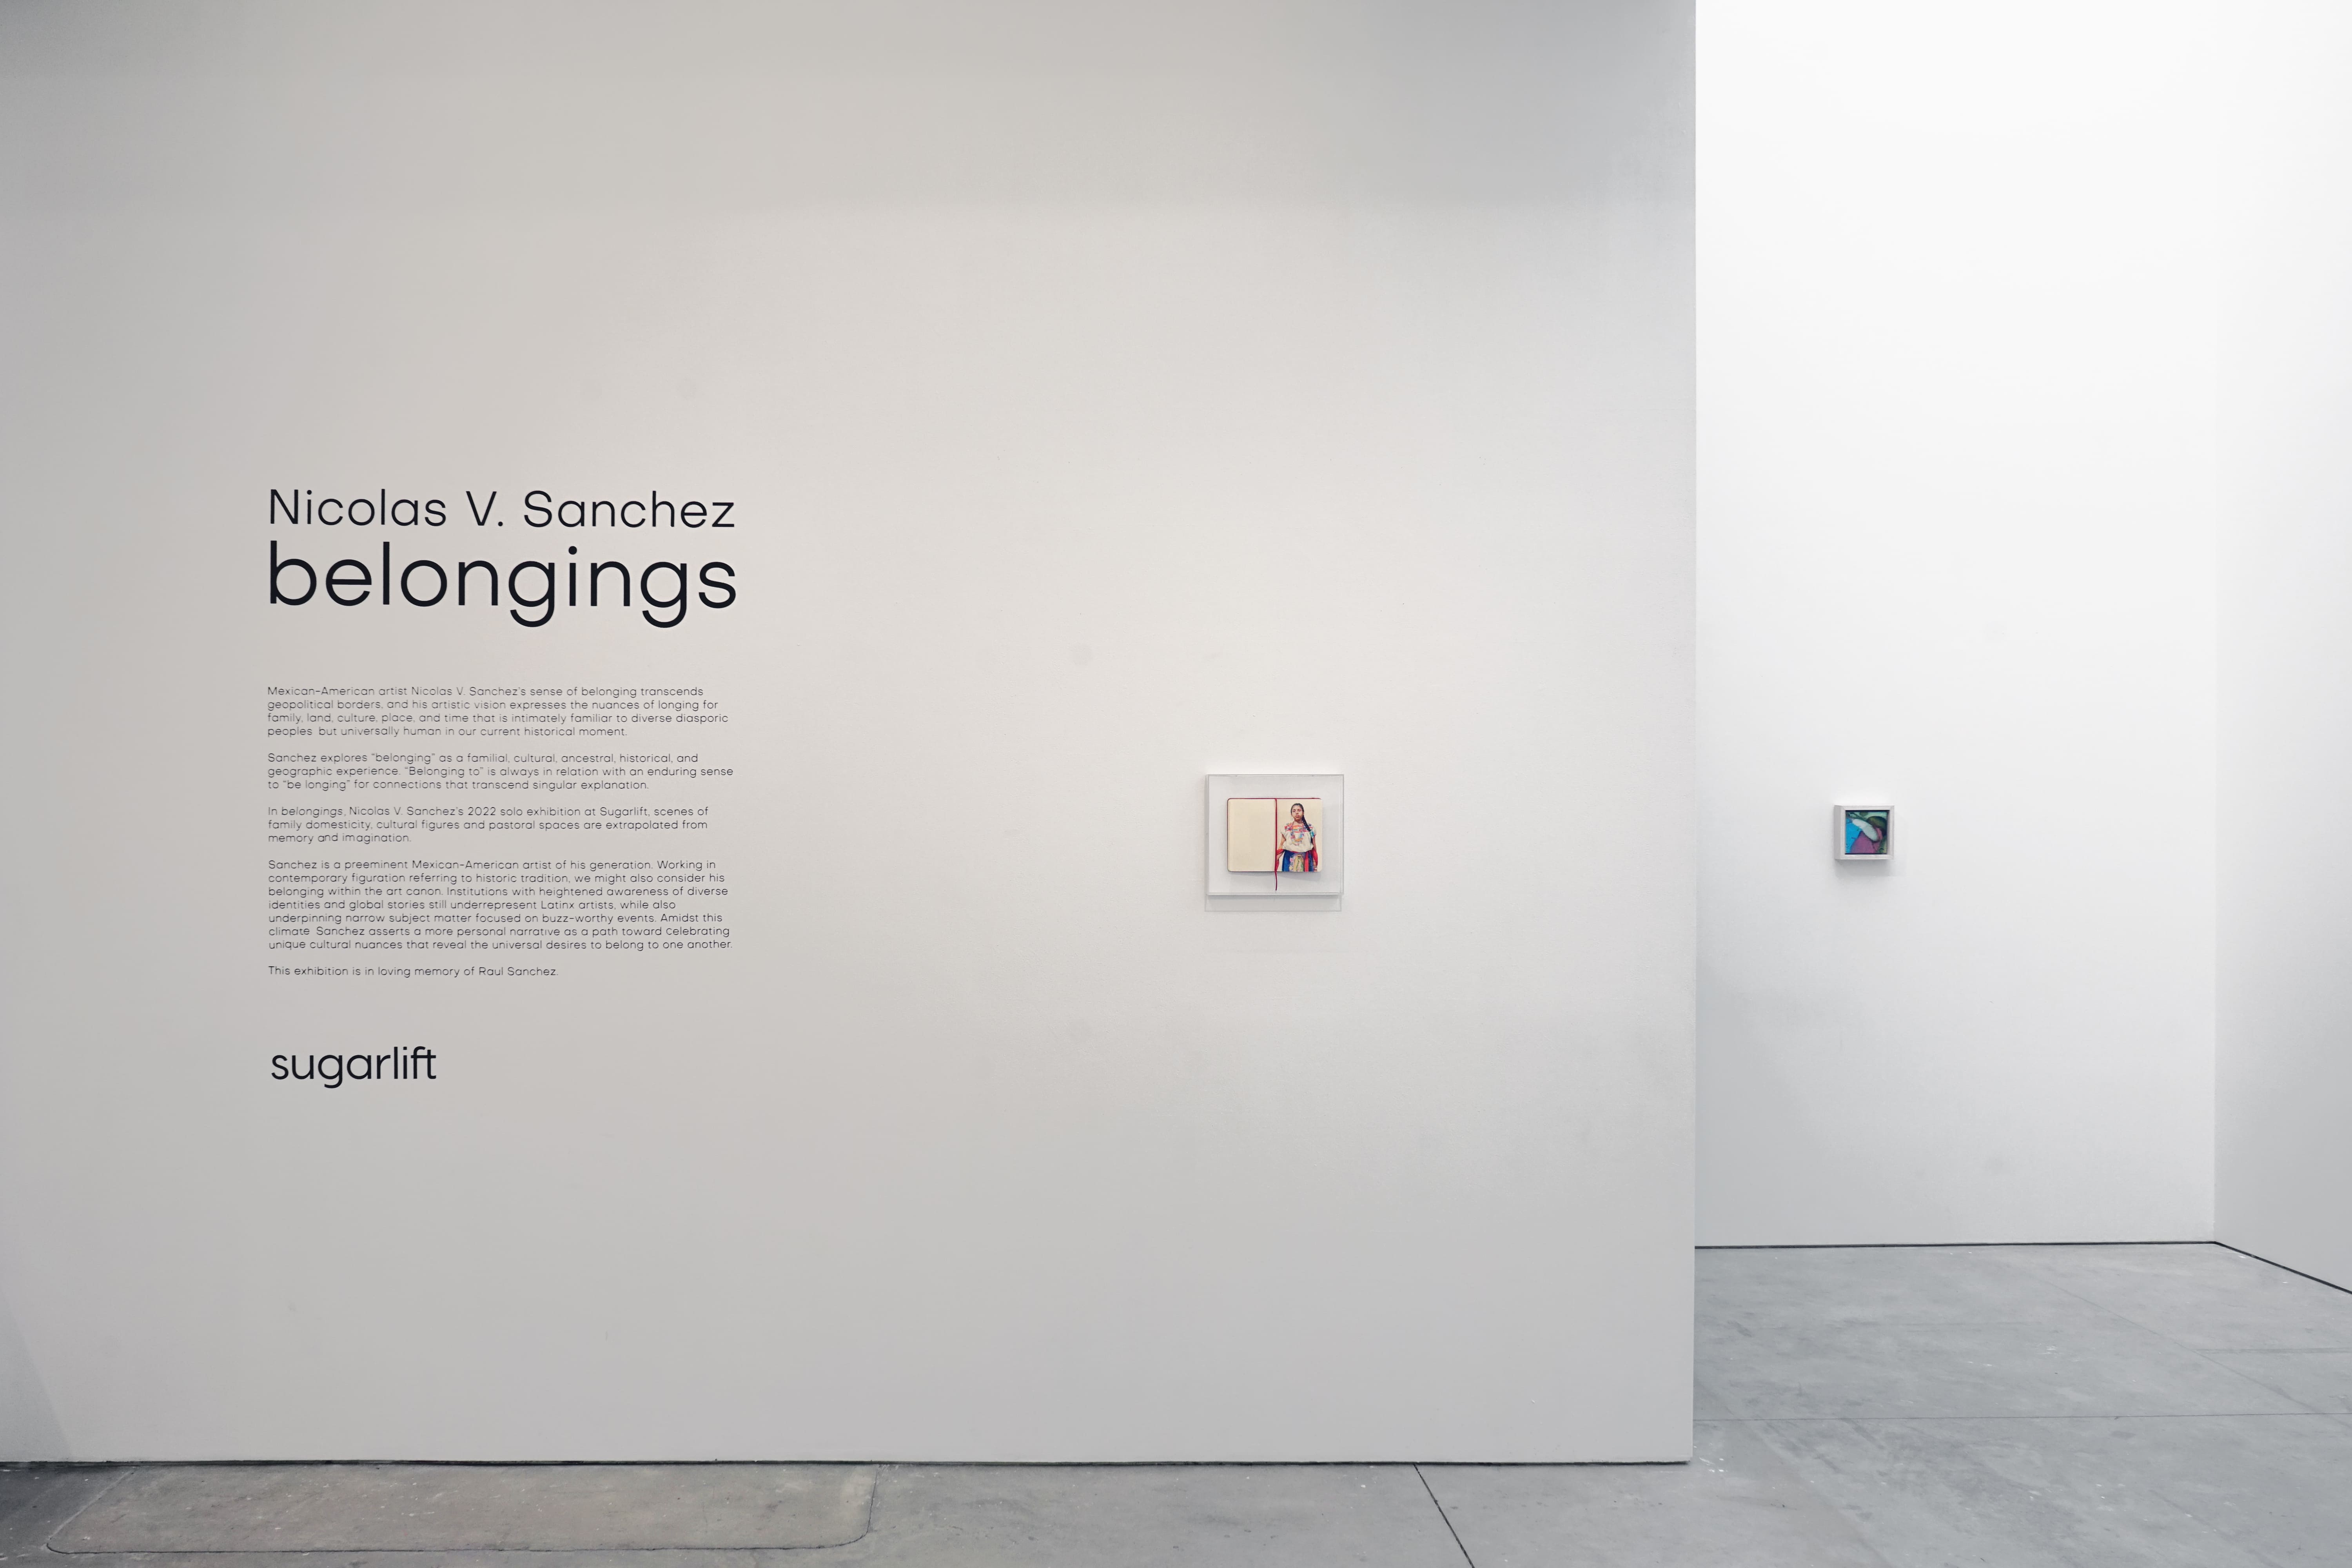 Nicolas V. Sanchez
belongings
Mexican-American artist Nicolas V. Sanchez's sense of belonging transcends
geopolitical borders, and his artistic vision expresses the nuances of longing for
family, land, culture, place, and time that is intimately familiar to diverse diasporic
peoples but universally human in our current historical moment.
Sanchez explores "belonging" as a familial, cultural, ancestral, historical, and
geographic experience. "Belonging to" is always in relation with an enduring sense
to "be longing" for connections that transcend singular explanation.
In belongings, Nicolas V. Sanchez's 2022 solo exhibition at Sugarlift, scenes of
family domesticity, cultural figures and pastoral spaces are extrapolated from
memory and imagination.
Sanchez is a preeminent Mexican-American artist of his generation. Working in
contemporary figuration referring to historic tradition, we might also consider his
belonging within the art canon. Institutions with heightened awareness of diverse
identities and global stories still underrepresent Latinx artists, while also
underpinning narrow subject matter focused on buzz-worthy events. Amidst this
climate Sanchez asserts a more personal narrative as a path toward celebrating
unique cultural nuances that reveal the universal desires to belong to one another.
This exhibition is in loving memory of Raul Sanchez.
sugarlift